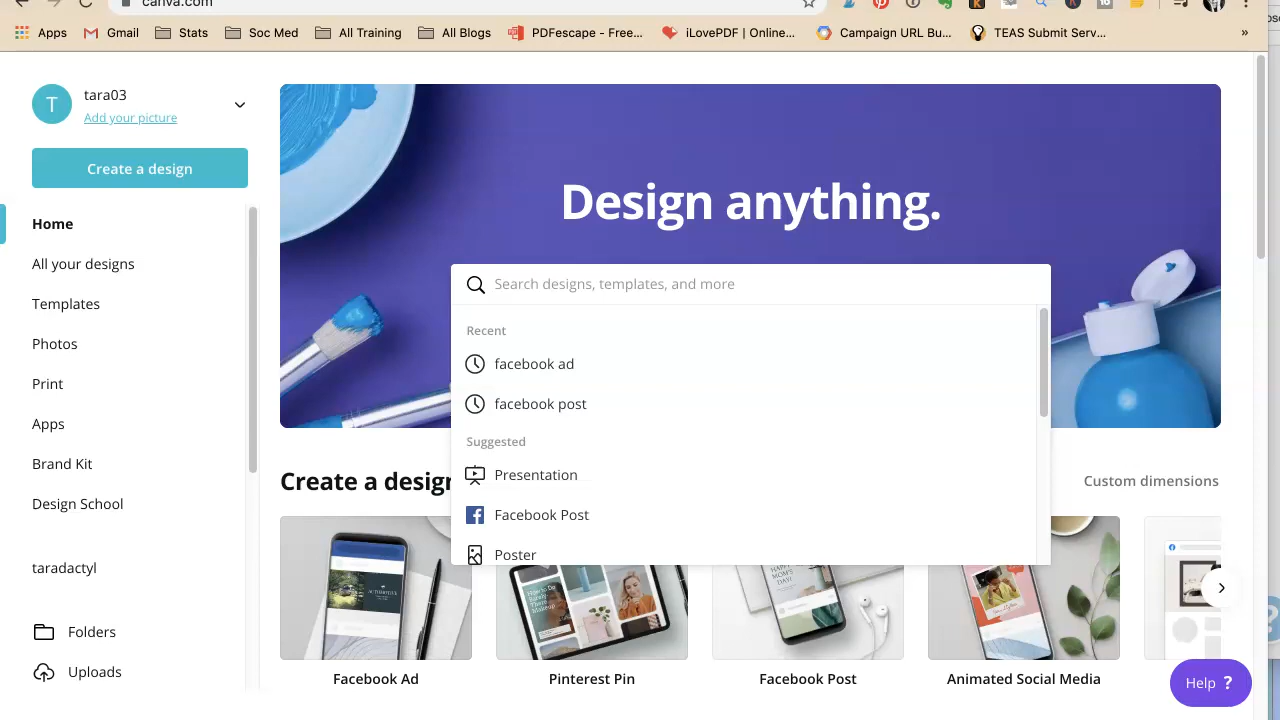 canva.com
Apps
Gmail
Stats
Soc Med
All Training
All Blogs
PDFescape - Free...
iLovePDF | Online...
Campaign URL Bu...
TEAS Submit Serv...
»
T
tara03
Add your picture
Create a design
Home
All your designs
Templates
Photos
Print
Apps
Brand Kit
Design School
taradactyl
Folders
Uploads
Design anything.
Search designs, templates, and more
Recent
facebook ad
facebook post
Suggested
Presentation
Facebook Post
Poster
Create a design
Custom dimensions
Facebook Ad
Pinterest Pin
Facebook Post
Animated Social Media
Help ?